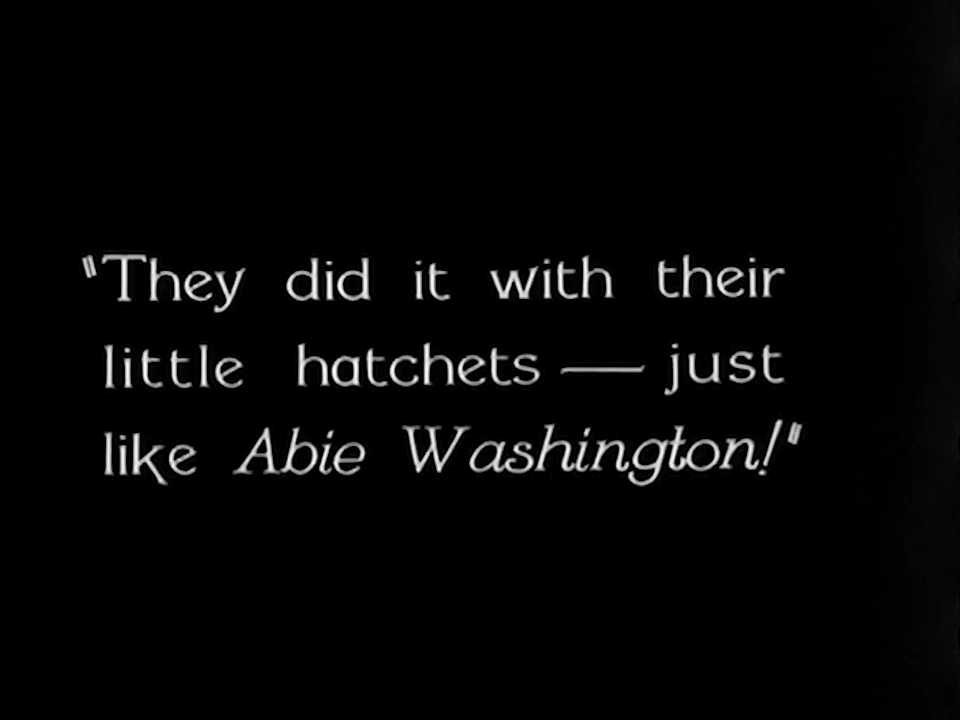 "They did it with their
little hatchets — just
like Abie Washington!"